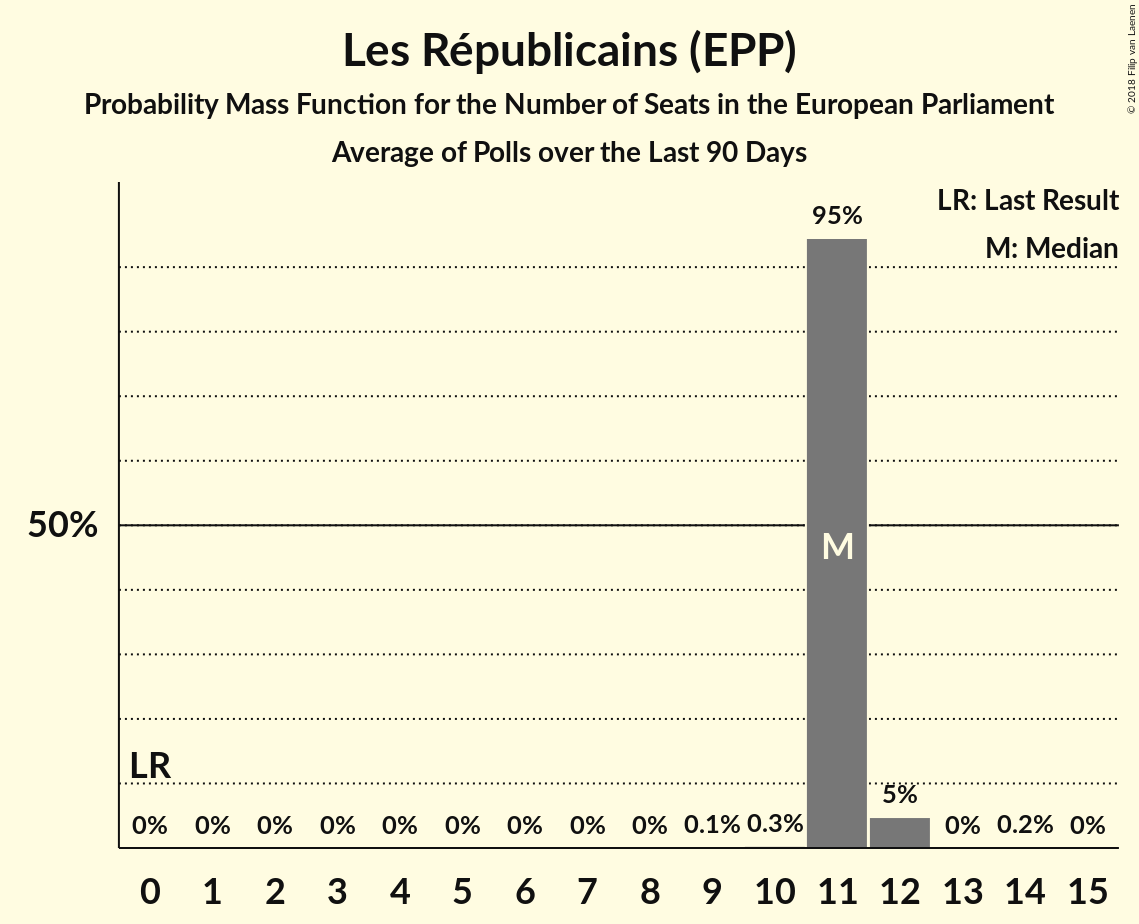 Les Républicains (EPP)
Probability Mass Function for the Number of Seats in the European Parliament
Average of Polls over the Last 90 Days
© 2018 Filip van Laenen
LR: Last Result
M: Median
95%
50%
M
LR
5%
0% 0% 0% 0% 0% 0% 0% 0% 0% 0.1% 0.3% 0% 0.2% 0%
0 1 2 3 4 5 6 7 8 9 10 11 12 13 14 15